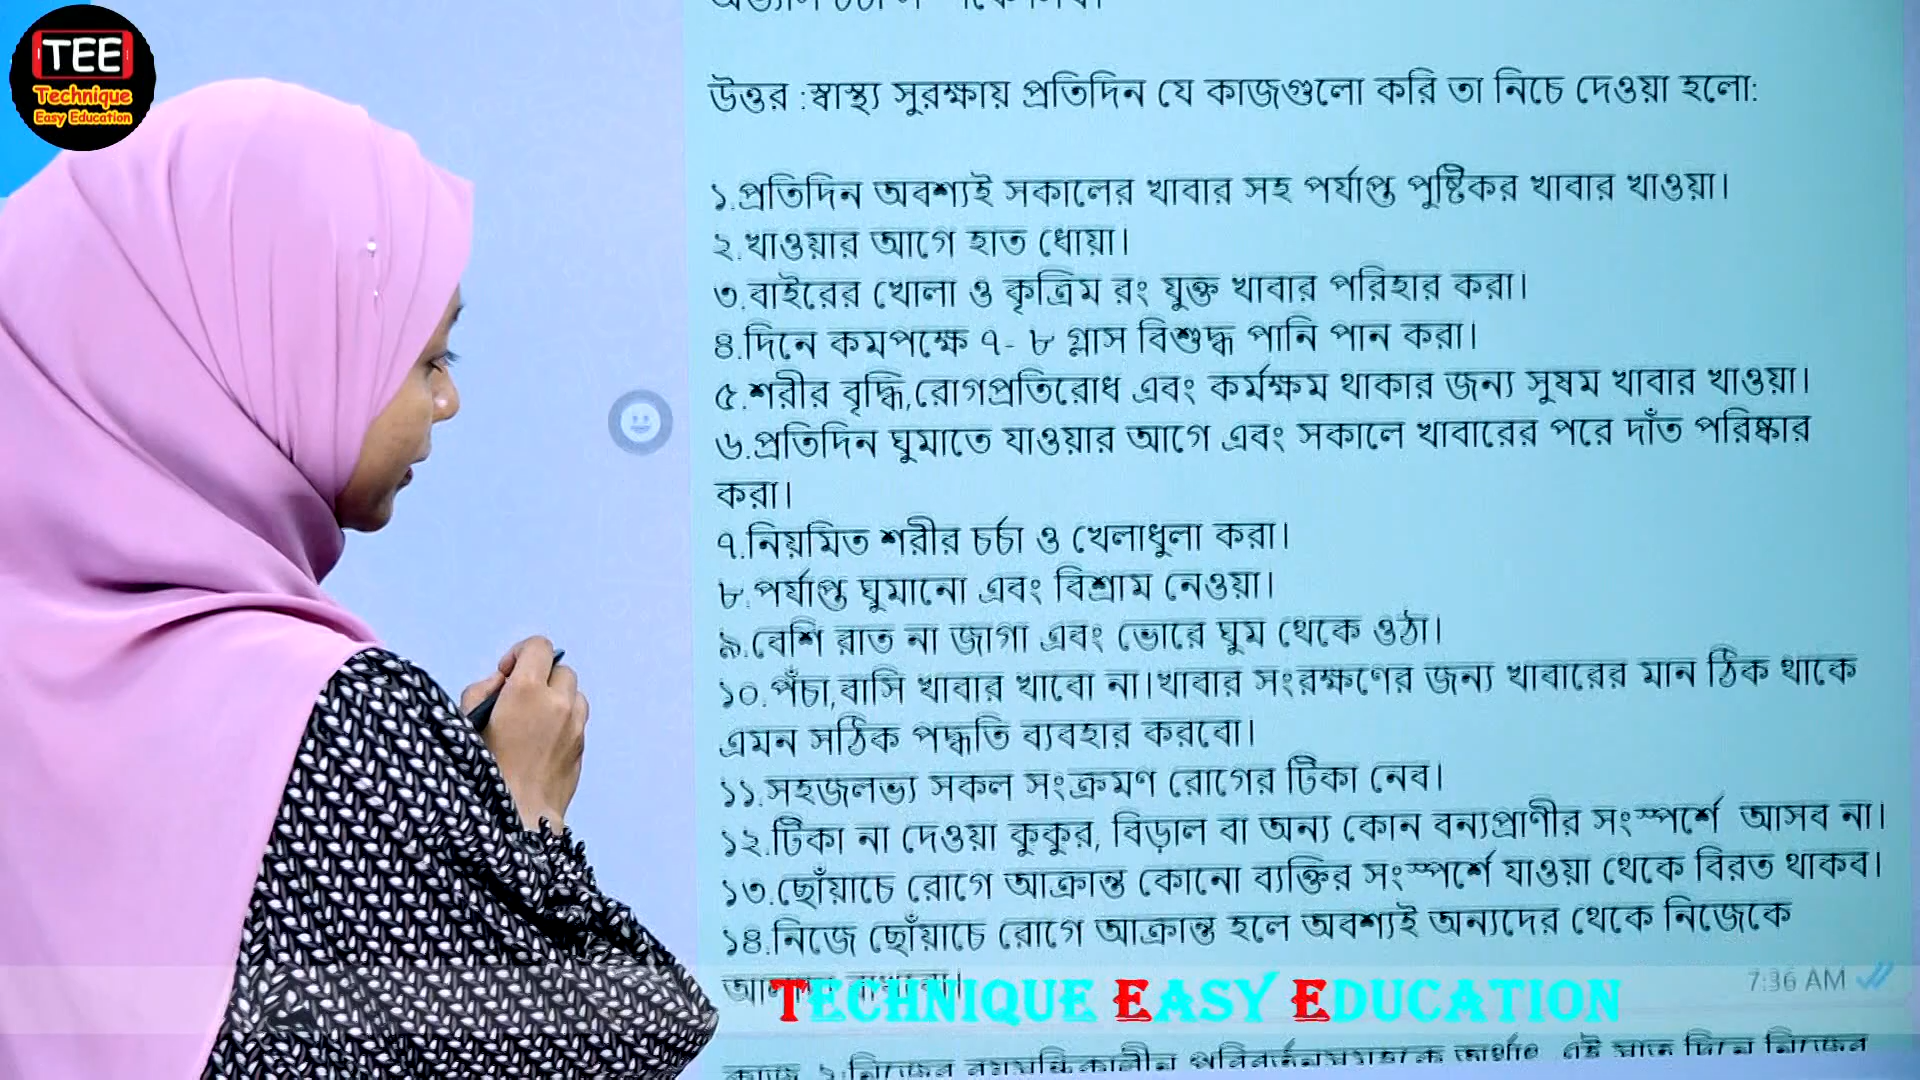 TEE
Technique
Easy Education
উত্তর :স্বাস্থ্য সুরক্ষায় প্রতিদিন যে কাজগুলো করি তা নিচে দেওয়া হলো:
১.প্রতিদিন অবশ্যই সকালের খাবার সহ পর্যাপ্ত পুষ্টিকর খাবার খাওয়া।
২.খাওয়ার আগে হাত ধোয়া।
৩.বাইরের খোলা ও কৃত্রিম রং যুক্ত খাবার পরিহার করা।
৪.দিনে কমপক্ষে ৭- ৮ গ্লাস বিশুদ্ধ পানি পান করা।
৫.শরীর বৃদ্ধি,রোগপ্রতিরোধ এবং কর্মক্ষম থাকার জন্য সুষম খাবার খাওয়া।
৬.প্রতিদিন ঘুমাতে যাওয়ার আগে এবং সকালে খাবারের পরে দাঁত পরিষ্কার
করা।
৭.নিয়মিত শরীর চর্চা ও খেলাধুলা করা।
৮.পর্যাপ্ত ঘুমানো এবং বিশ্রাম নেওয়া।
৯.বেশি রাত না জাগা এবং ভোরে ঘুম থেকে ওঠা।
১০.পঁচা,বাসি খাবার খাবো না।খাবার সংরক্ষণের জন্য খাবারের মান ঠিক থাকে
এমন সঠিক পদ্ধতি ব্যবহার করবো।
১১.সহজলভ্য সকল সংক্রমণ রোগের টিকা নেব।
১২.টিকা না দেওয়া কুকুর, বিড়াল বা অন্য কোন বন্যপ্রাণীর সংস্পর্শে আসব না।
১৩.ছোঁয়াচে রোগে আক্রান্ত কোনো ব্যক্তির সংস্পর্শে যাওয়া থেকে বিরত থাকব।
১৪.নিজে ছোঁয়াচে রোগে আক্রান্ত হলে অবশ্যই অন্যদের থেকে নিজেকে
7:36 AM
TECHNIQUE EASY EDUCATION